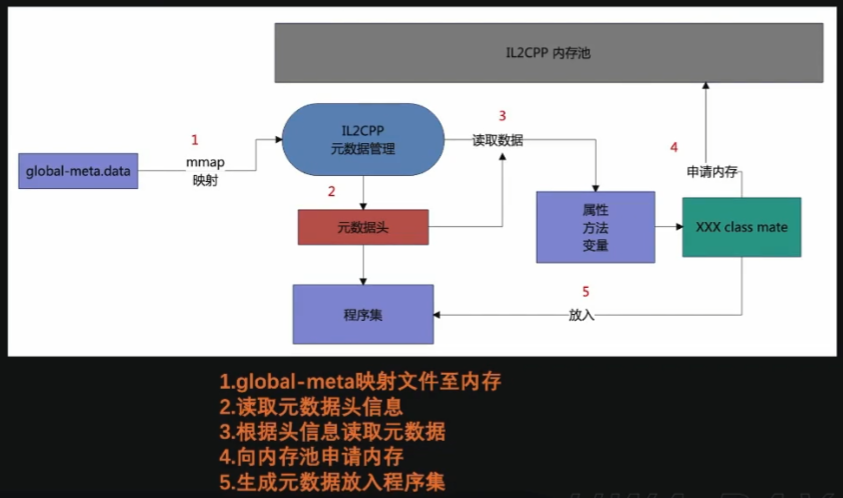 IL2CPP 内存池
1
mmap
映射
global-meta.data
IL2CPP
元数据管理
3
读取数据
4
申请内存
2
元数据头
属性
方法
变量
XXX class mate
程序集
5
放入
1.global-meta映射文件至内存
2.读取元数据头信息
3.根据头信息读取元数据
4.向内存池申请内存
5.生成元数据放入程序集